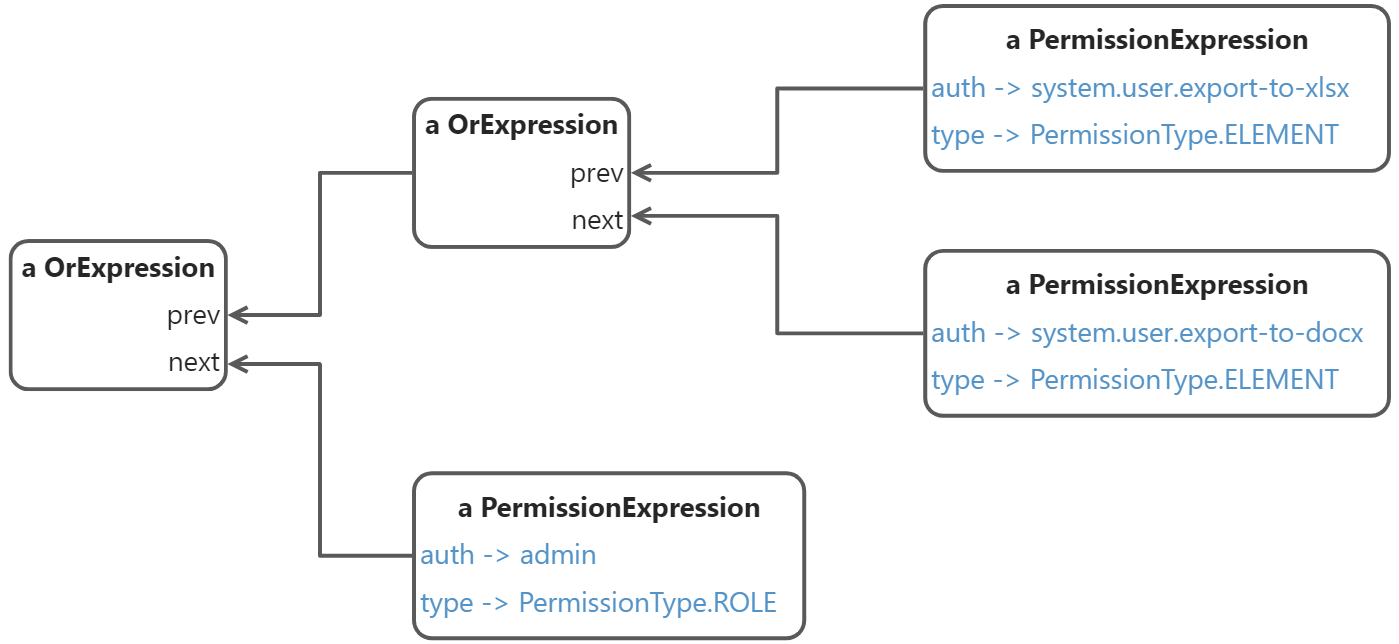 a PermissionExpression
auth -> system.user.export-to-xlsx
type -> PermissionType.ELEMENT
a OrExpression
prev
next
a OrExpression
prev
next
a PermissionExpression
auth -> system.user.export-to-docx
type -> PermissionType.ELEMENT
a PermissionExpression
auth -> admin
type -> PermissionType.ROLE